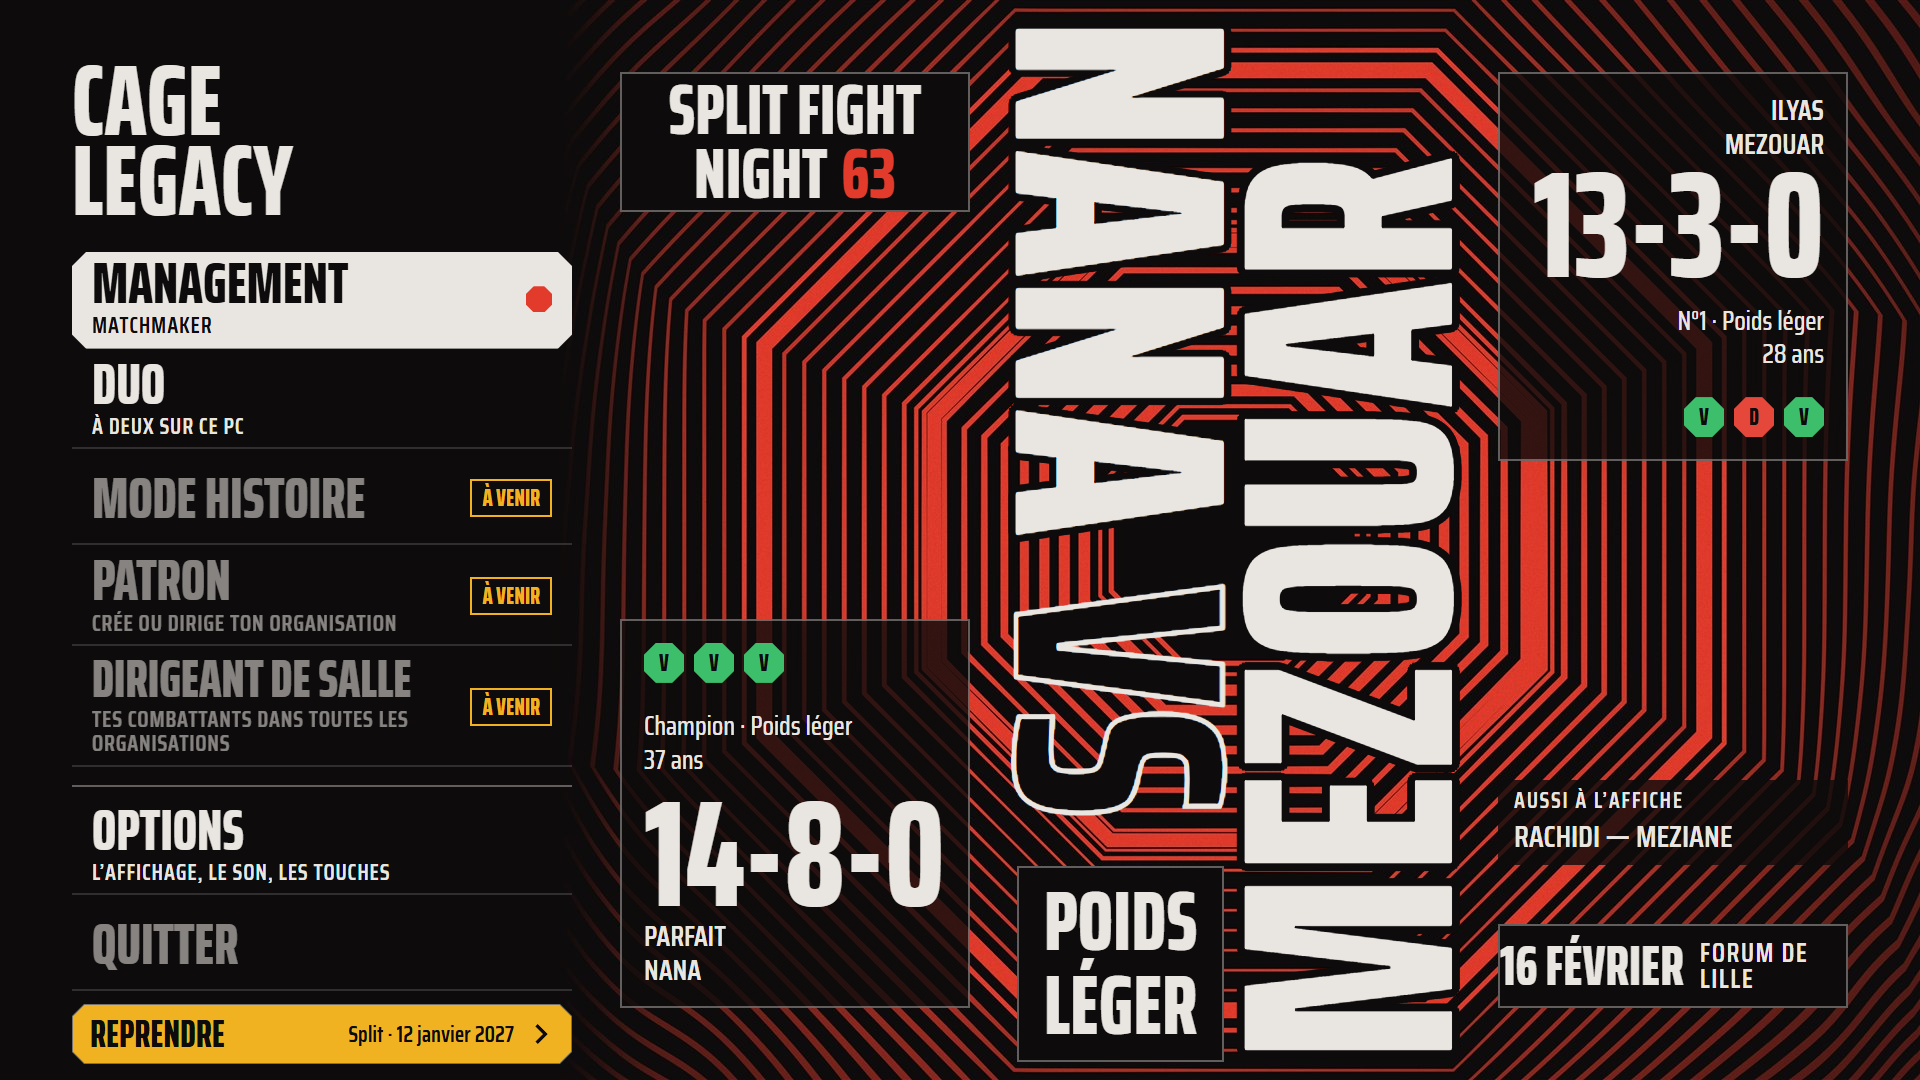 CAGE
LEGACY
MANAGEMENT
MATCHMAKER
DUO
À DEUX SUR CE PC
MODE HISTOIRE
À VENIR
PATRON
CRÉE OU DIRIGE TON ORGANISATION
À VENIR
DIRIGEANT DE SALLE
TES COMBATTANTS DANS TOUTES LES
ORGANISATIONS
À VENIR
OPTIONS
L'AFFICHAGE, LE SON, LES TOUCHES
QUITTER
REPRENDRE
Split · 12 janvier 2027
SPLIT FIGHT
NIGHT 63
V V V
Champion · Poids léger
37 ans
14-8-0
PARFAIT
NANA
VS NANA
MEZOUAR
POIDS
LÉGER
ILYAS
MEZOUAR
13-3-0
Nº1 · Poids léger
28 ans
V D V
AUSSI À L'AFFICHE
RACHIDI — MEZIANE
16 FÉVRIER
FORUM DE
LILLE